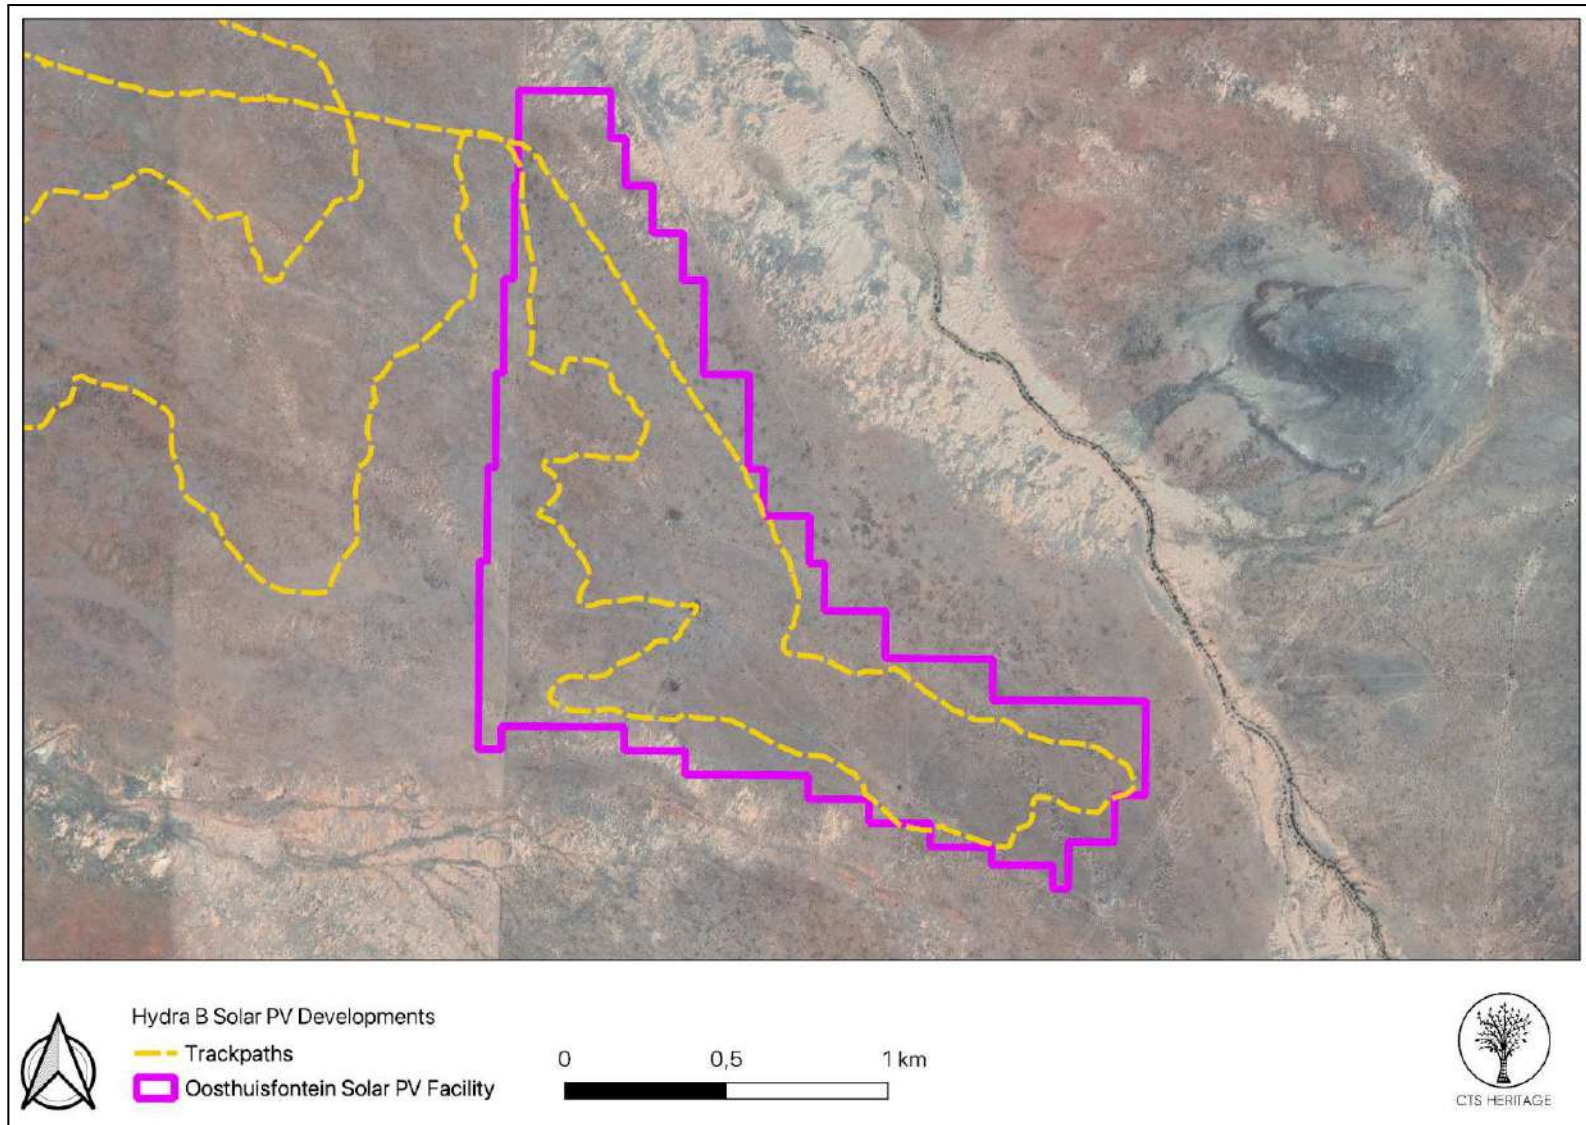 Hydra B Solar PV Developments
Trackpaths
Oosthuisfontein Solar PV Facility
0 0,5 1 km
CTS HERITAGE